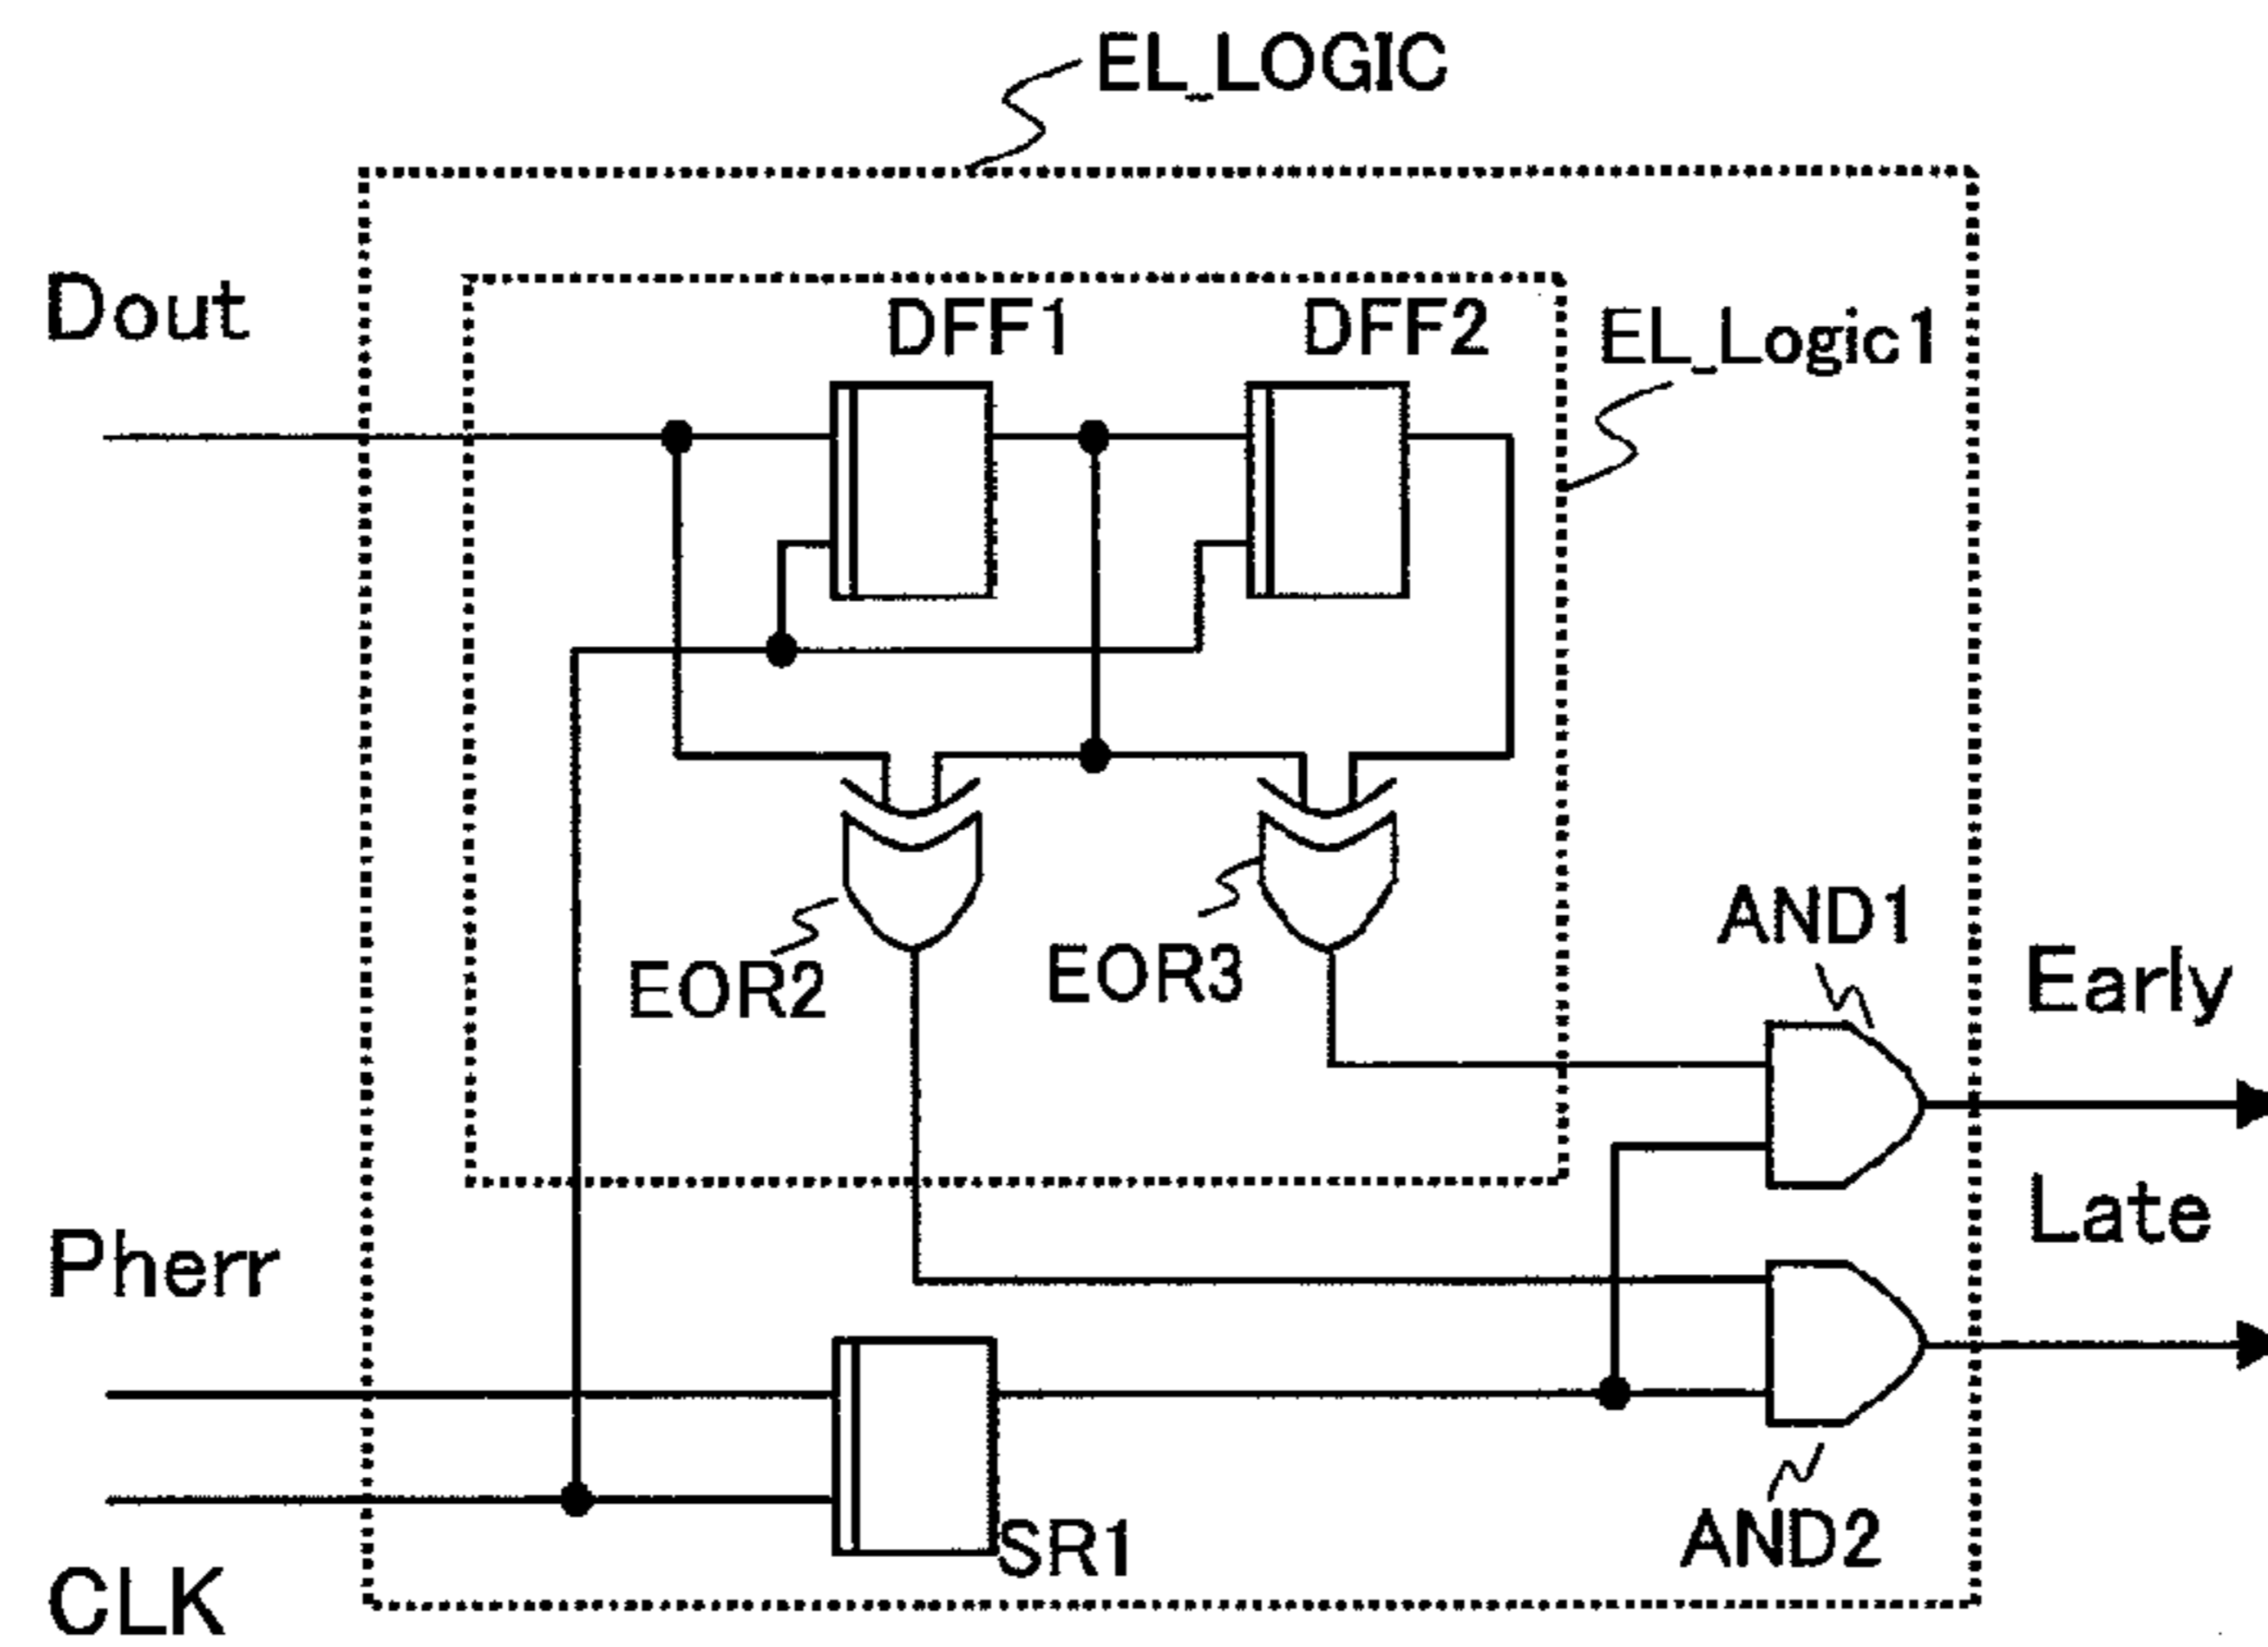 EL_LOGIC
Dout
DFF1
DFF2
EL_Logic1
EOR2
EOR3
AND1
Early
Late
Pherr
SR1
AND2
CLK